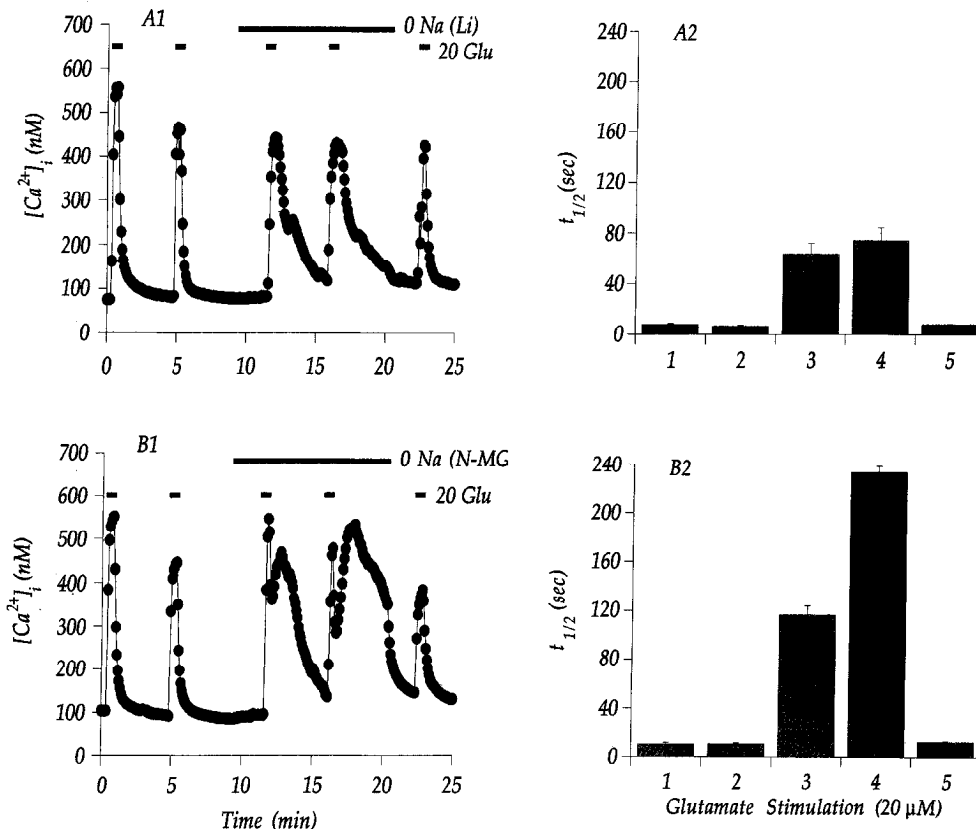 A1
0 Na (Li)
20 Glu
700
600
500
400
300
200
100
0
[Ca2+]i (nM)
0 5 10 15 20 25
A2
240
200
160
120
80
40
0
t1/2(sec)
1 2 3 4 5
B1
0 Na (N-MG
20 Glu
700
600
500
400
300
200
100
0
[Ca2+]i (nM)
0 5 10 15 20 25
Time (min)
B2
240
200
160
120
80
40
0
t1/2(sec)
1 2 3 4 5
Glutamate Stimulation (20 µM)